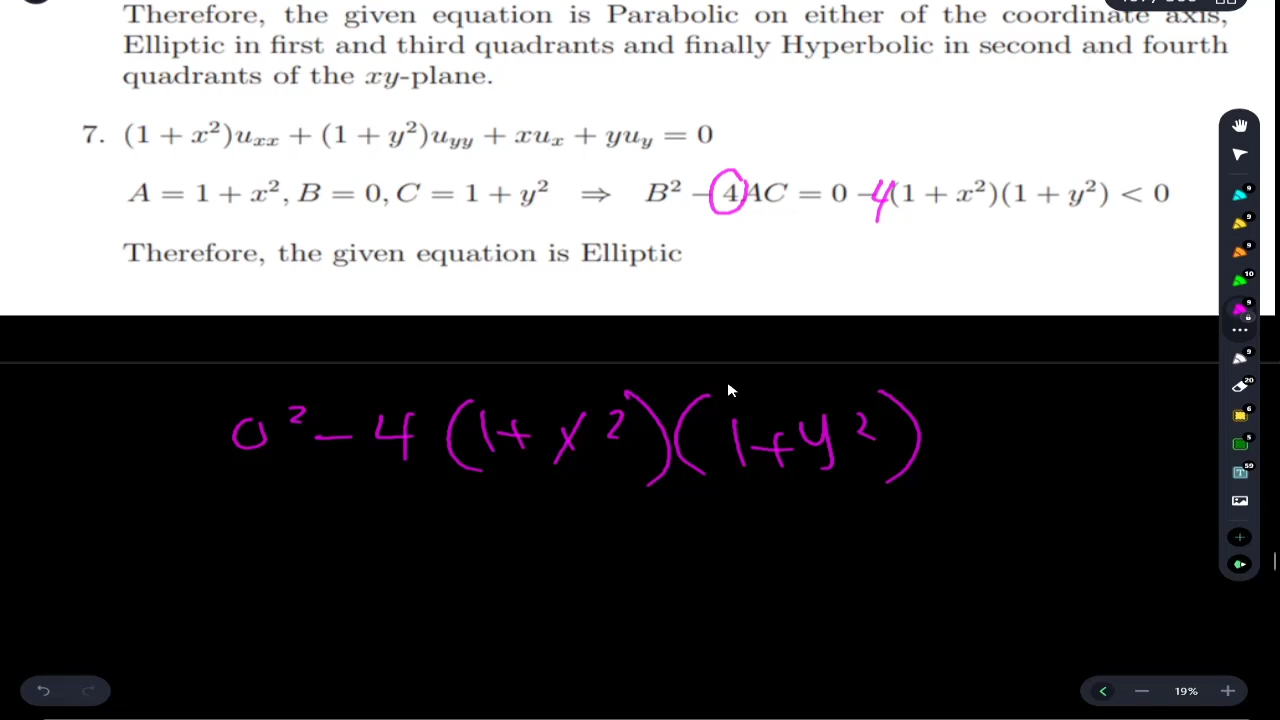 Therefore, the given equation is Parabolic on either of the coordinate axis,
Elliptic in first and third quadrants and finally Hyperbolic in second and fourth
quadrants of the xy-plane.
7. (1 + x²)uₓₓ + (1 + y²)u_yy + xuₓ + yu_y = 0
A = 1 + x², B = 0, C = 1 + y² ⇒ B² − 4AC = 0 − 4(1 + x²)(1 + y²) < 0
Therefore, the given equation is Elliptic
0² − 4 (1 + x²)(1 + y²)
19%